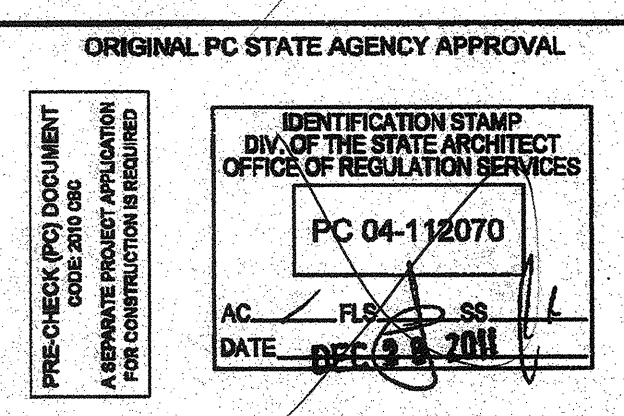 ORIGINAL PC STATE AGENCY APPROVAL
PRE-CHECK (PC) DOCUMENT
CODE: 2010 CBC
A SEPARATE PROJECT APPLICATION
FOR CONSTRUCTION IS REQUIRED
IDENTIFICATION STAMP
DIV. OF THE STATE ARCHITECT
OFFICE OF REGULATION SERVICES
PC 04-112070
AC FLS SS
DATE DEC 2011